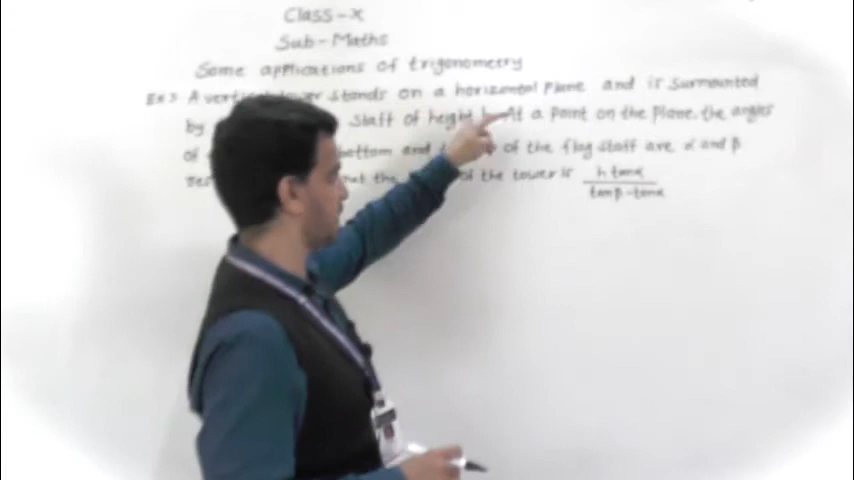 Class-X
Sub-Maths
Some applications of trigonometry
Ex 3 A vertical tower stands on a horizontal plane and is surmounted
by staff of height h. At a point on the plane, the angles
of bottom and of the flag staff are α and β
the of the tower is h tanα / tanβ-tanα